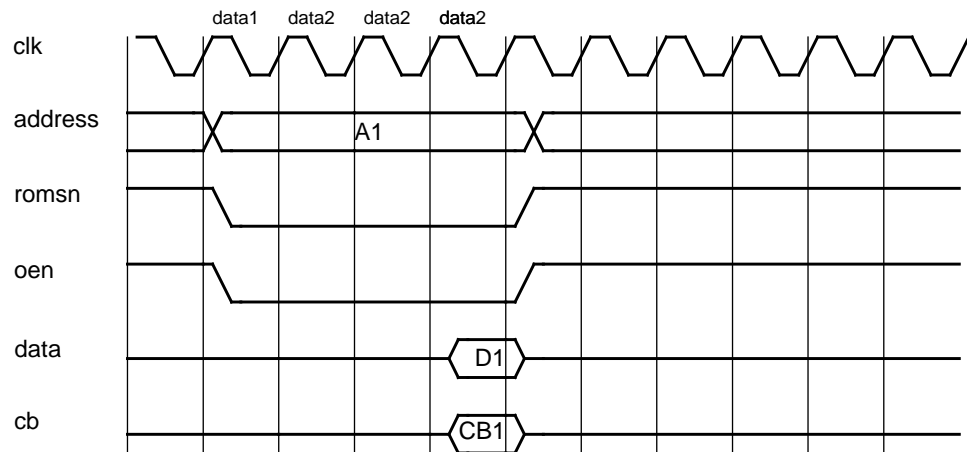 data1 data2 data2 data2
clk
address A1
romsn
oen
data D1
cb CB1